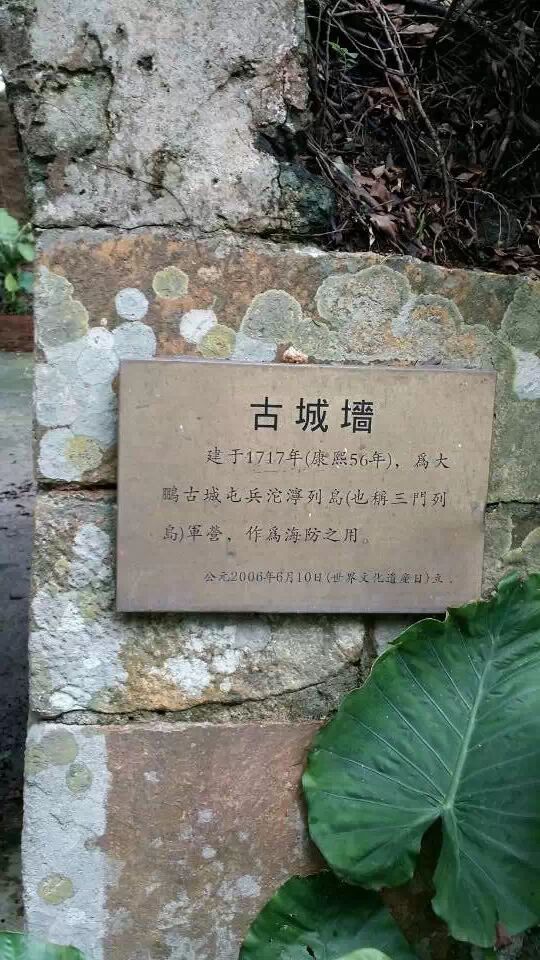 古城墻
建于1717年(康熙56年)，爲大
鵬古城屯兵沱濘列島(也稱三門列
島)軍營，作爲海防之用。
公元2006年6月10日(世界文化遺產日)立．